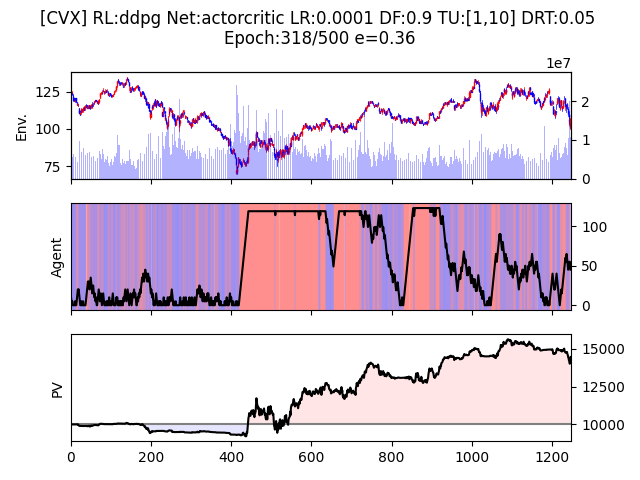 [CVX] RL:ddpg Net:actorcritic LR:0.0001 DF:0.9 TU:[1,10] DRT:0.05
Epoch:318/500 e=0.36
1e7
Env.
125
100
75
2
1
0
Agent
100
50
0
PV
15000
12500
10000
0 200 400 600 800 1000 1200